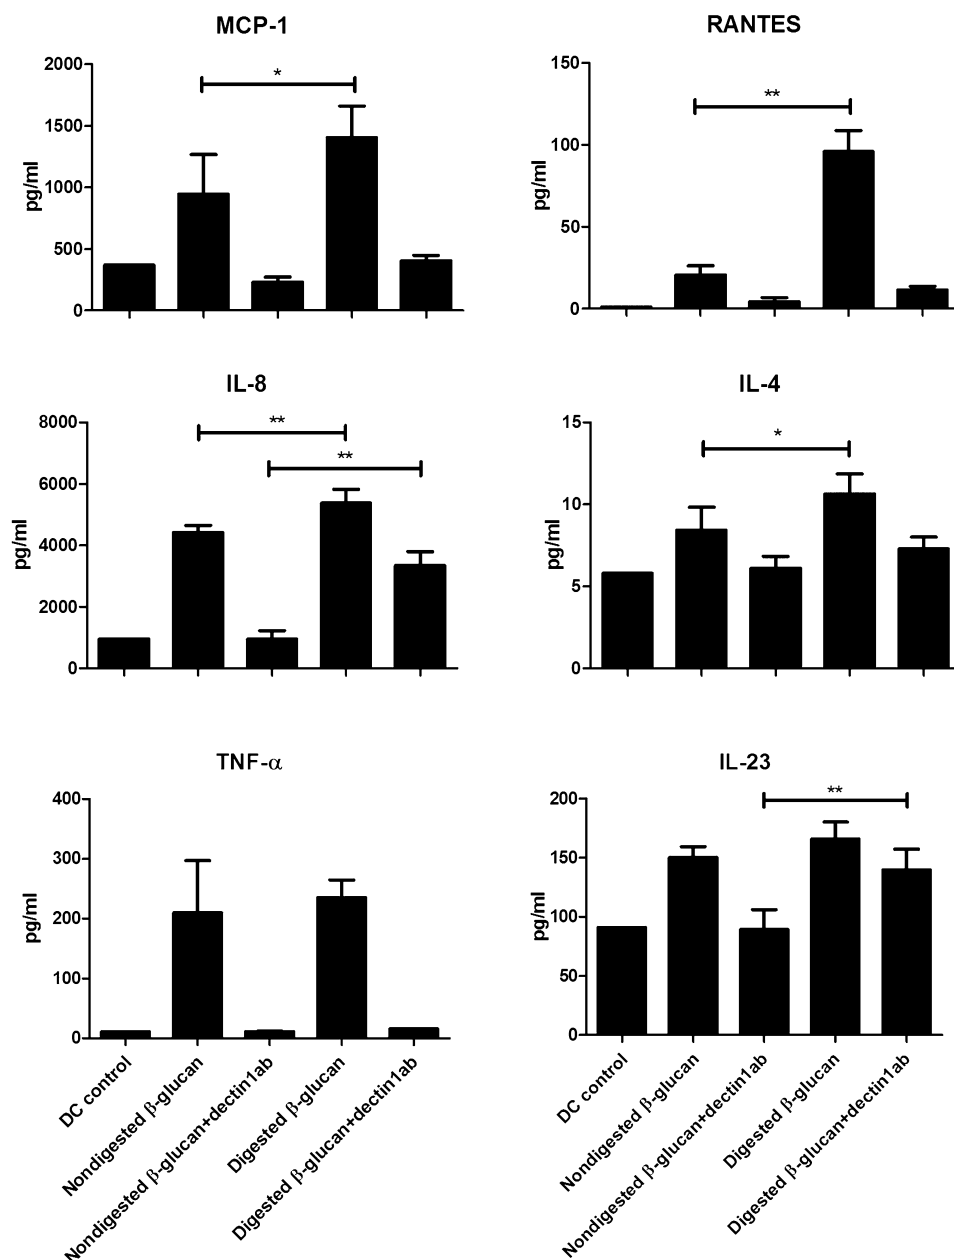 MCP-1
2000
1500
1000
500
0
pg/ml
*
RANTES
150
100
50
0
pg/ml
**
IL-8
8000
6000
4000
2000
0
pg/ml
**
**
IL-4
15
10
5
0
pg/ml
*
TNF-α
400
300
200
100
0
pg/ml
DC control
Nondigested β-glucan
Nondigested β-glucan+dectin1ab
Digested β-glucan
Digested β-glucan+dectin1ab
IL-23
200
150
100
50
0
pg/ml
**
DC control
Nondigested β-glucan
Nondigested β-glucan+dectin1ab
Digested β-glucan
Digested β-glucan+dectin1ab